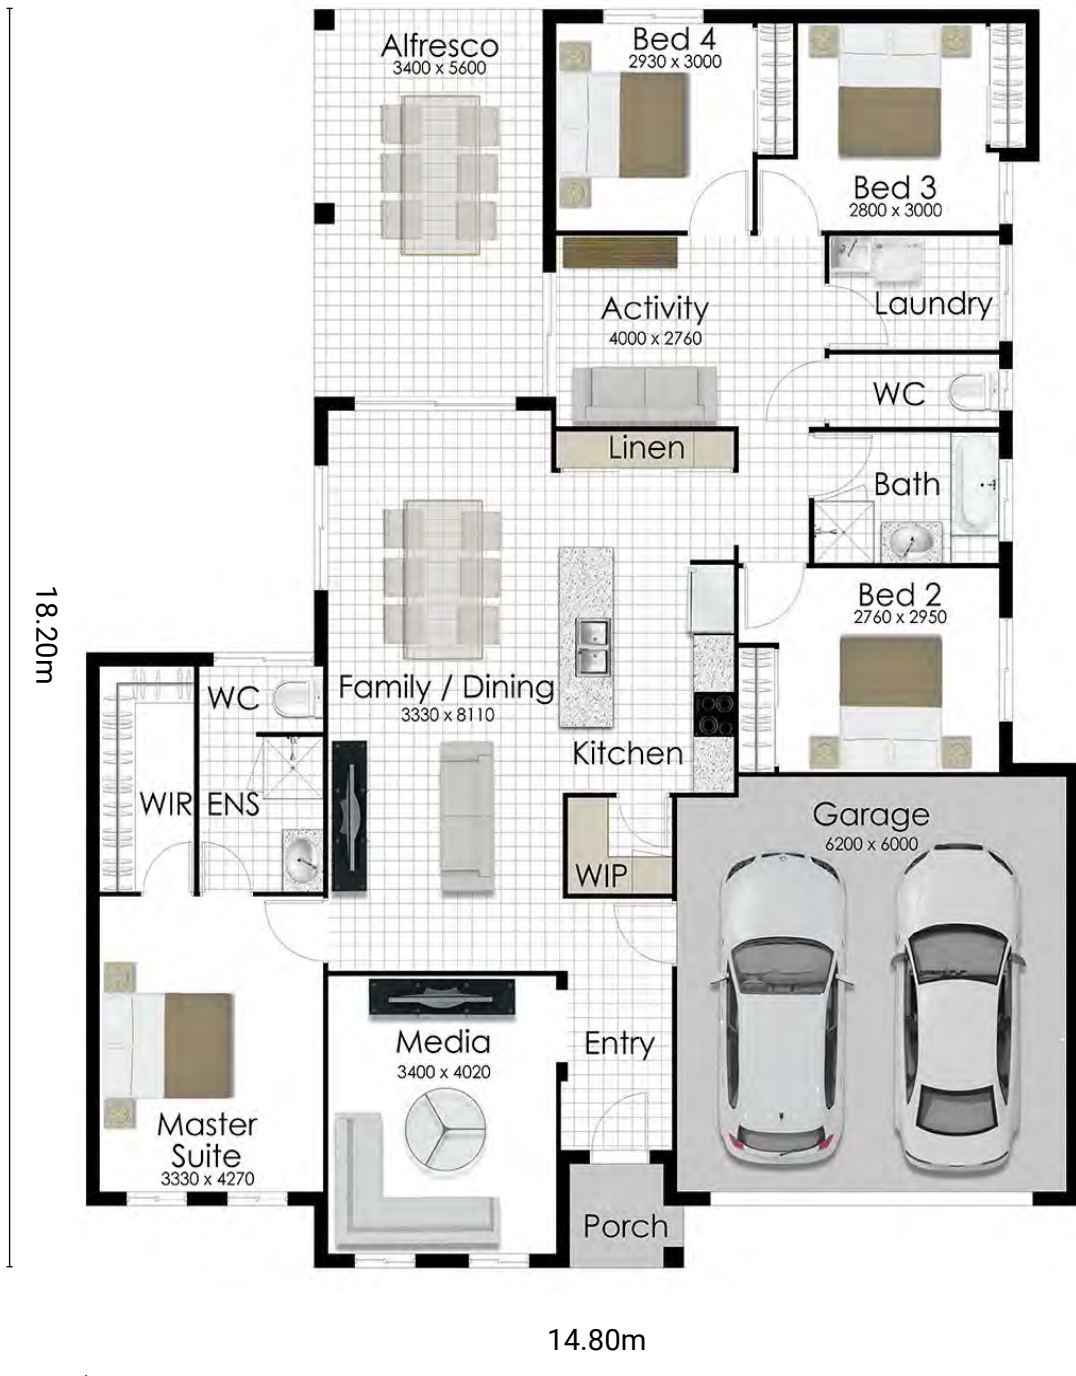 Alfresco
3400 x 5600
Bed 4
2930 x 3000
Bed 3
2800 x 3000
Activity
4000 x 2760
Laundry
WC
Linen
Bath
Bed 2
2760 x 2950
18.20m
WC
Family / Dining
3330 x 8110
Kitchen
WIR
ENS
Garage
6200 x 6000
WIP
Media
3400 x 4020
Entry
Master
Suite
3330 x 4270
Porch
14.80m